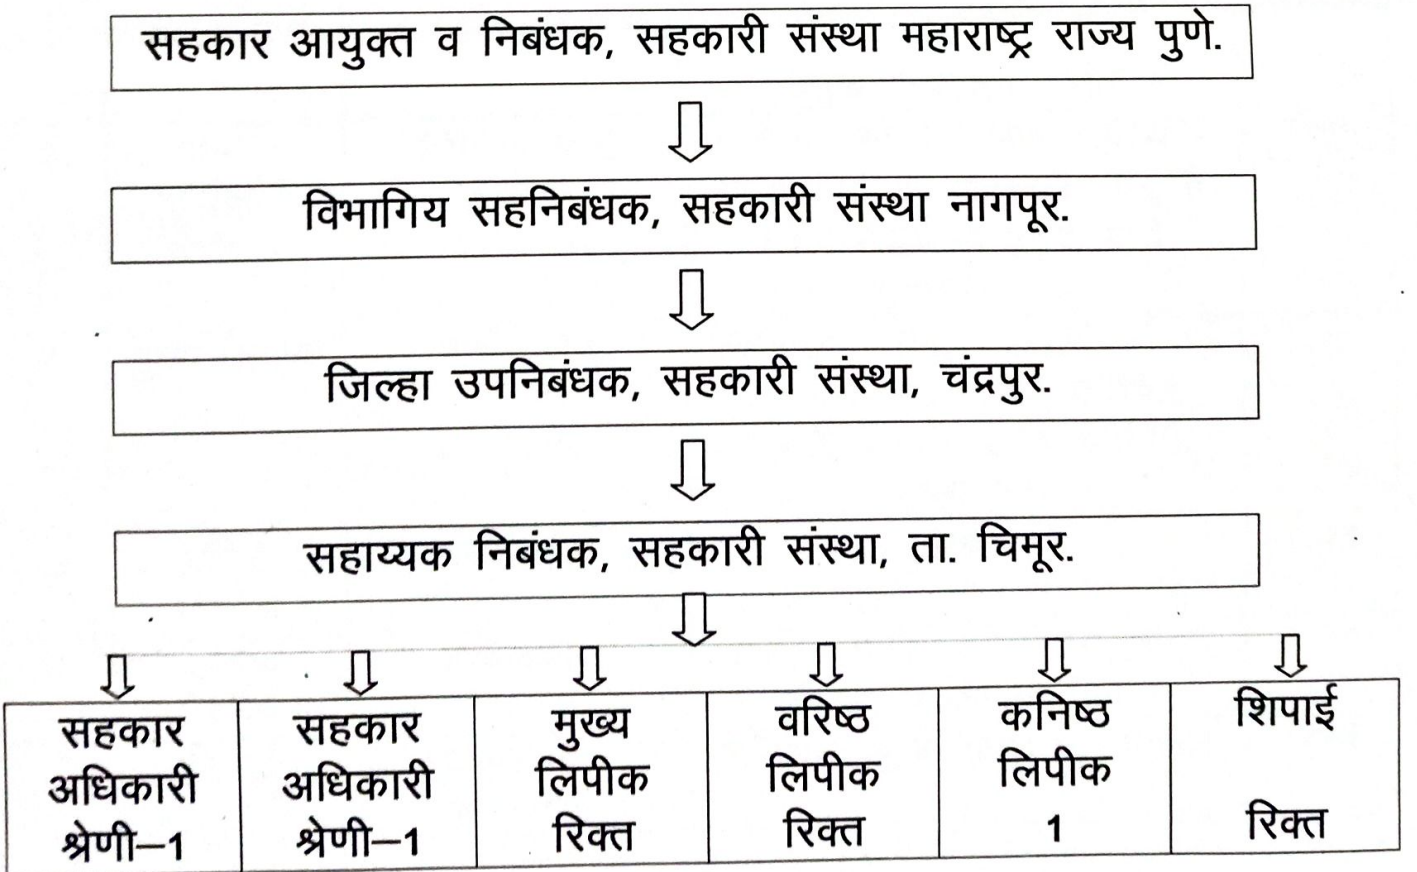 सहकार आयुक्त व निबंधक, सहकारी संस्था महाराष्ट्र राज्य पुणे.
विभागिय सहनिबंधक, सहकारी संस्था नागपूर.
जिल्हा उपनिबंधक, सहकारी संस्था, चंद्रपुर.
सहाय्यक निबंधक, सहकारी संस्था, ता. चिमूर.
सहकार
अधिकारी
श्रेणी–1
सहकार
अधिकारी
श्रेणी–1
मुख्य
लिपीक
रिक्त
वरिष्ठ
लिपीक
रिक्त
कनिष्ठ
लिपीक
1
शिपाई
रिक्त